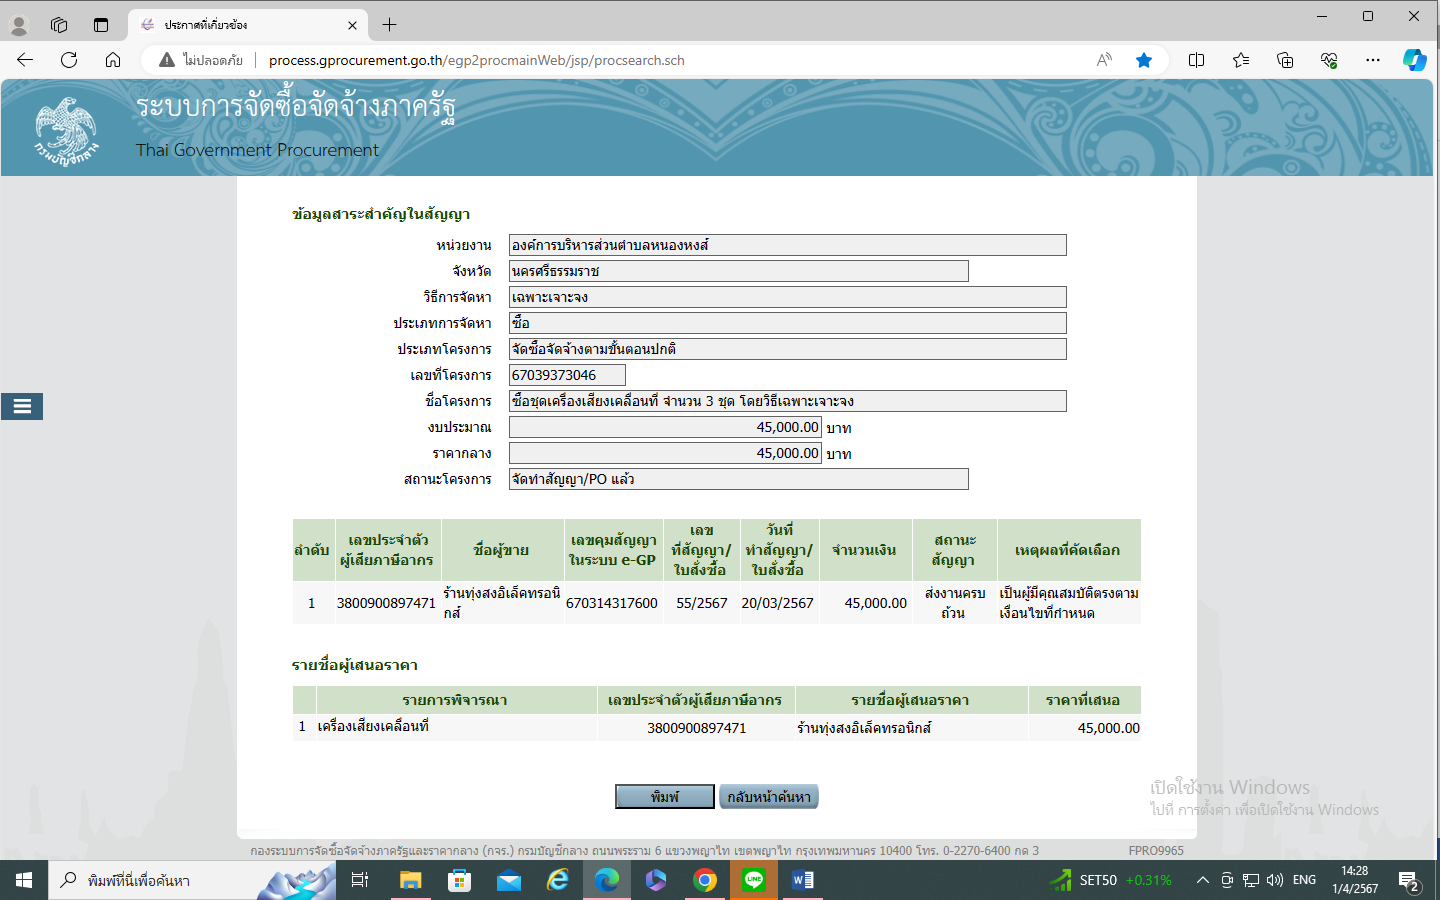 ประกาศที่เกี่ยวข้อง
ไม่ปลอดภัย
process.gprocurement.go.th/egp2procmainWeb/jsp/procsearch.sch
ระบบการจัดซื้อจัดจ้างภาครัฐ
Thai Government Procurement
กรมบัญชีกลาง
ข้อมูลสาระสำคัญในสัญญา
หน่วยงาน องค์การบริหารส่วนตำบลหนองหงส์
จังหวัด นครศรีธรรมราช
วิธีการจัดหา เฉพาะเจาะจง
ประเภทการจัดหา ซื้อ
ประเภทโครงการ จัดซื้อจัดจ้างตามขั้นตอนปกติ
เลขที่โครงการ 67039373046
ชื่อโครงการ ซื้อชุดเครื่องเสียงเคลื่อนที่ จำนวน 3 ชุด โดยวิธีเฉพาะเจาะจง
งบประมาณ 45,000.00 บาท
ราคากลาง 45,000.00 บาท
สถานะโครงการ จัดทำสัญญา/PO แล้ว
ลำดับ เลขประจำตัวผู้เสียภาษีอากร ชื่อผู้ขาย เลขคุมสัญญาในระบบ e-GP เลขที่สัญญา/ใบสั่งซื้อ วันที่ทำสัญญา/ใบสั่งซื้อ จำนวนเงิน สถานะสัญญา เหตุผลที่คัดเลือก
1 3800900897471 ร้านทุ่งสงอิเล็คทรอนิกส์ 670314317600 55/2567 20/03/2567 45,000.00 ส่งงานครบถ้วน เป็นผู้มีคุณสมบัติตรงตามเงื่อนไขที่กำหนด
รายชื่อผู้เสนอราคา
รายการพิจารณา เลขประจำตัวผู้เสียภาษีอากร รายชื่อผู้เสนอราคา ราคาที่เสนอ
1 เครื่องเสียงเคลื่อนที่ 3800900897471 ร้านทุ่งสงอิเล็คทรอนิกส์ 45,000.00
พิมพ์ กลับหน้าค้นหา
เปิดใช้งาน Windows
ไปที่ การตั้งค่า เพื่อเปิดใช้งาน Windows
กองระบบการจัดซื้อจัดจ้างภาครัฐและราคากลาง (กจร.) กรมบัญชีกลาง ถนนพระราม 6 แขวงพญาไท เขตพญาไท กรุงเทพมหานคร 10400 โทร. 0-2270-6400 กด 3 FPRO9965
พิมพ์ที่นี่เพื่อค้นหา
LINE
SET50 +0.31%
ENG
14:28
1/4/2567
2